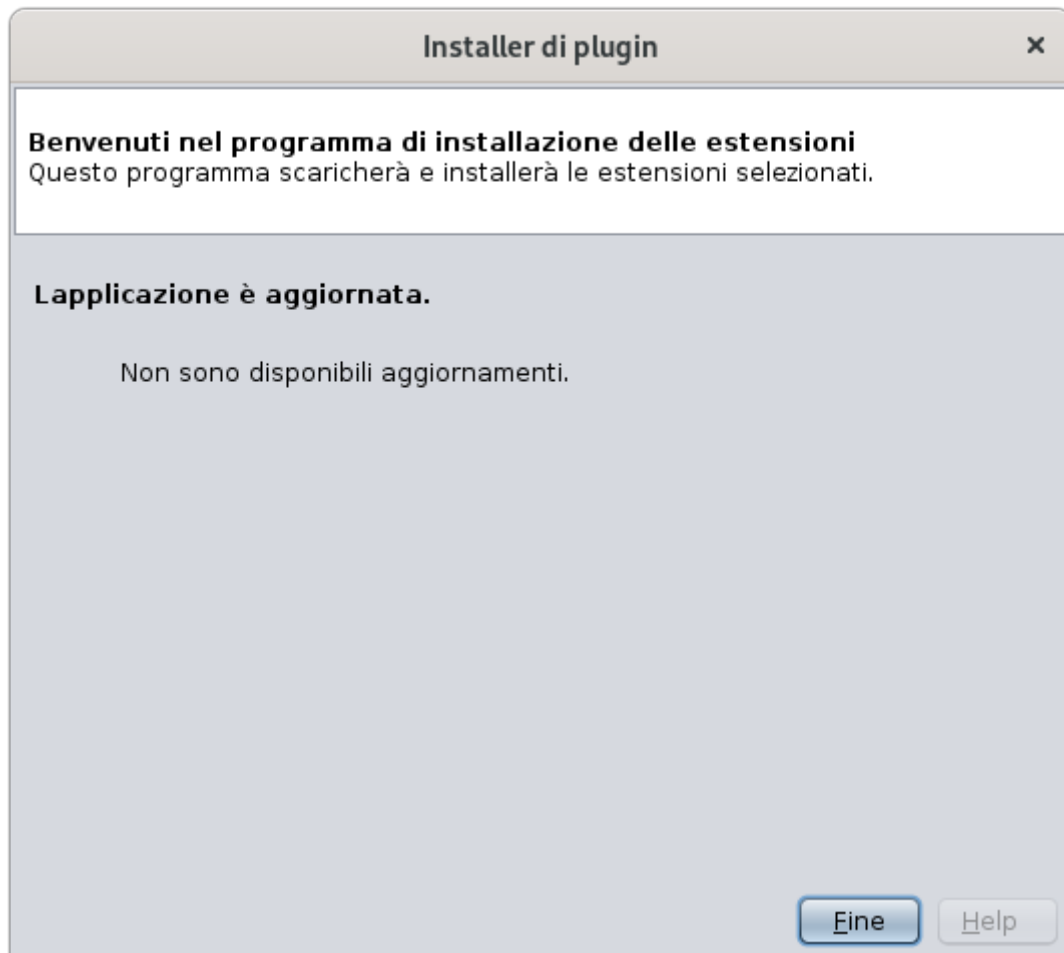 Installer di plugin
Benvenuti nel programma di installazione delle estensioni
Questo programma scaricherà e installerà le estensioni selezionati.
Lapplicazione è aggiornata.
Non sono disponibili aggiornamenti.
Fine
Help